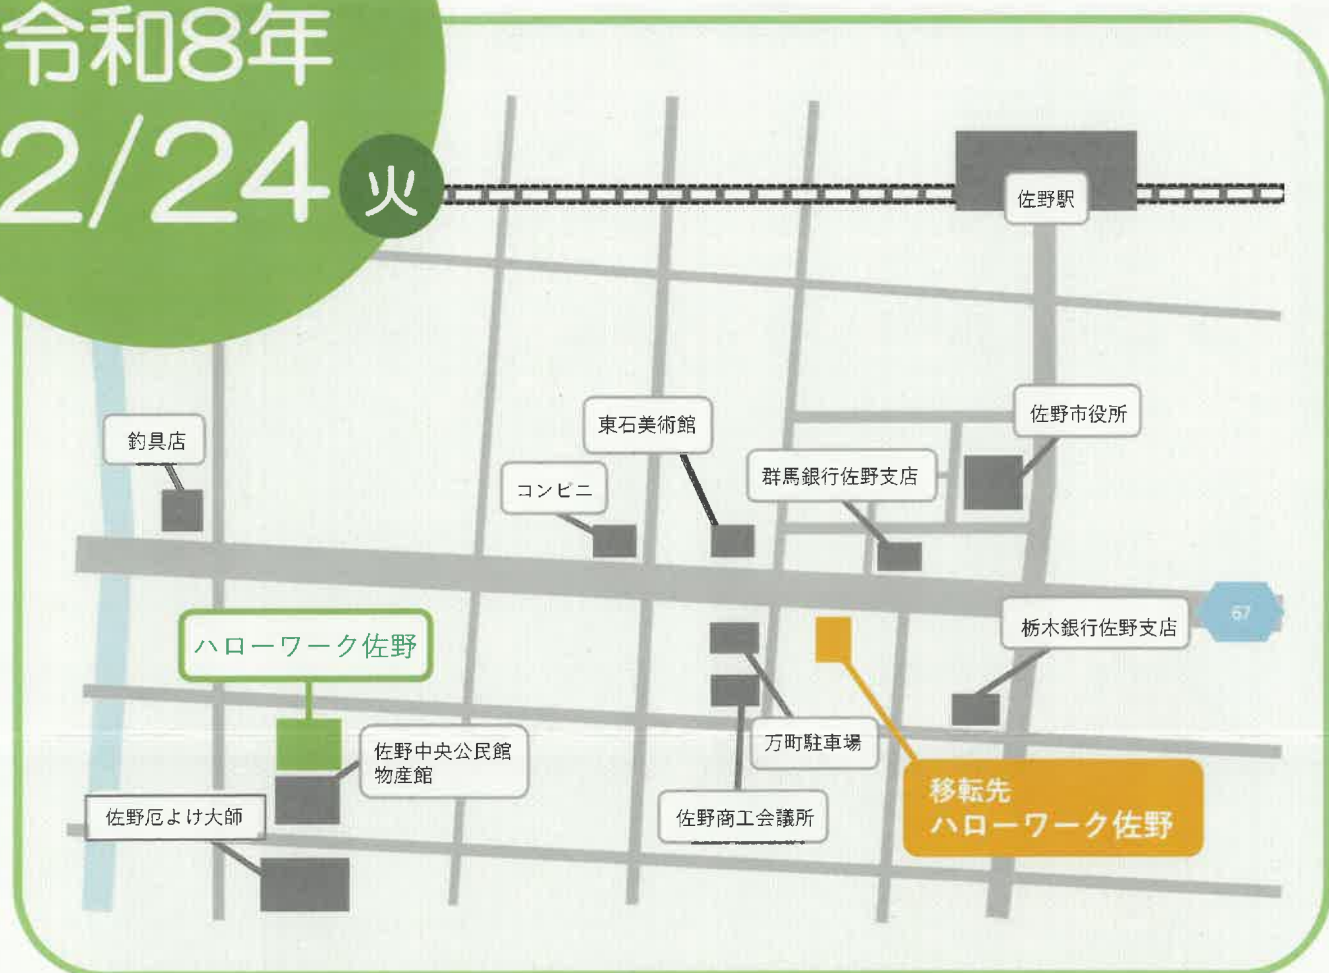 令和8年
2/24 火
佐野駅
佐野市役所
東石美術館
釣具店
群馬銀行佐野支店
コンビニ
67
栃木銀行佐野支店
ハローワーク佐野
万町駐車場
佐野中央公民館
物産館
移転先
ハローワーク佐野
佐野厄よけ大師
佐野商工会議所